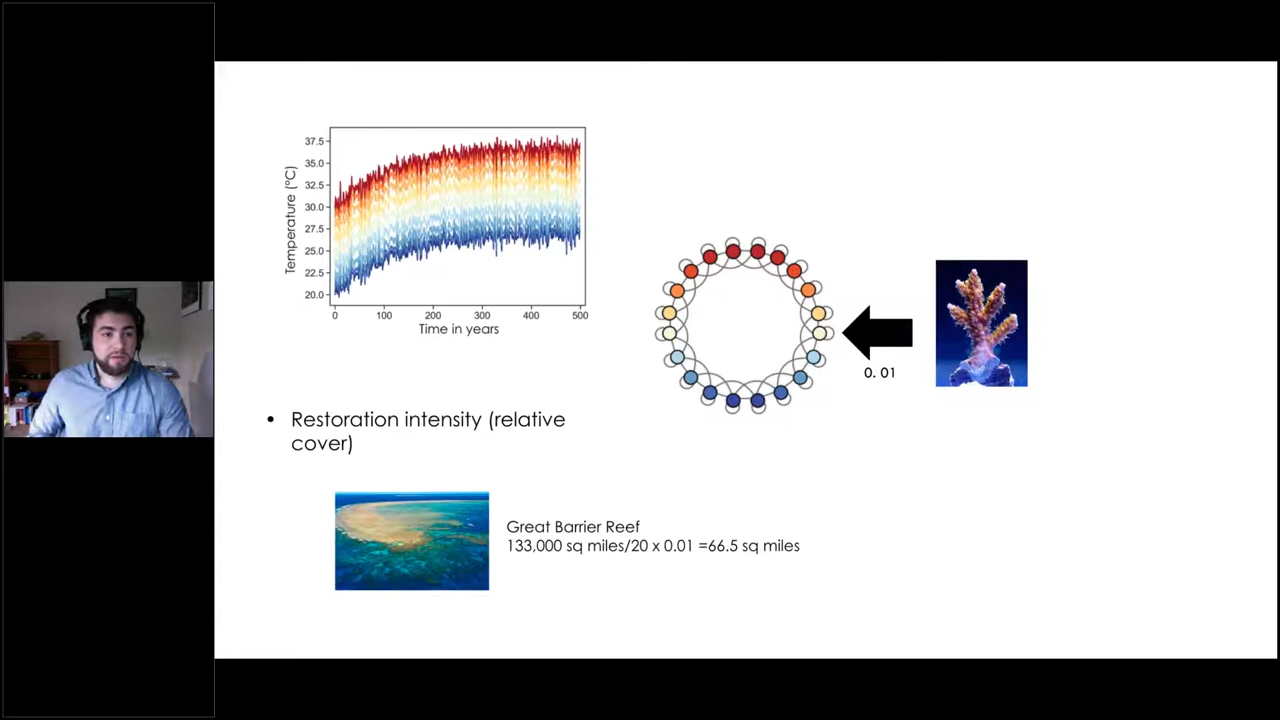 37.5
35.0
32.5
30.0
27.5
25.0
22.5
20.0
Temperature (°C)
0 100 200 300 400 500
Time in years
0. 01
• Restoration intensity (relative
cover)
Great Barrier Reef
133,000 sq miles/20 x 0.01 =66.5 sq miles